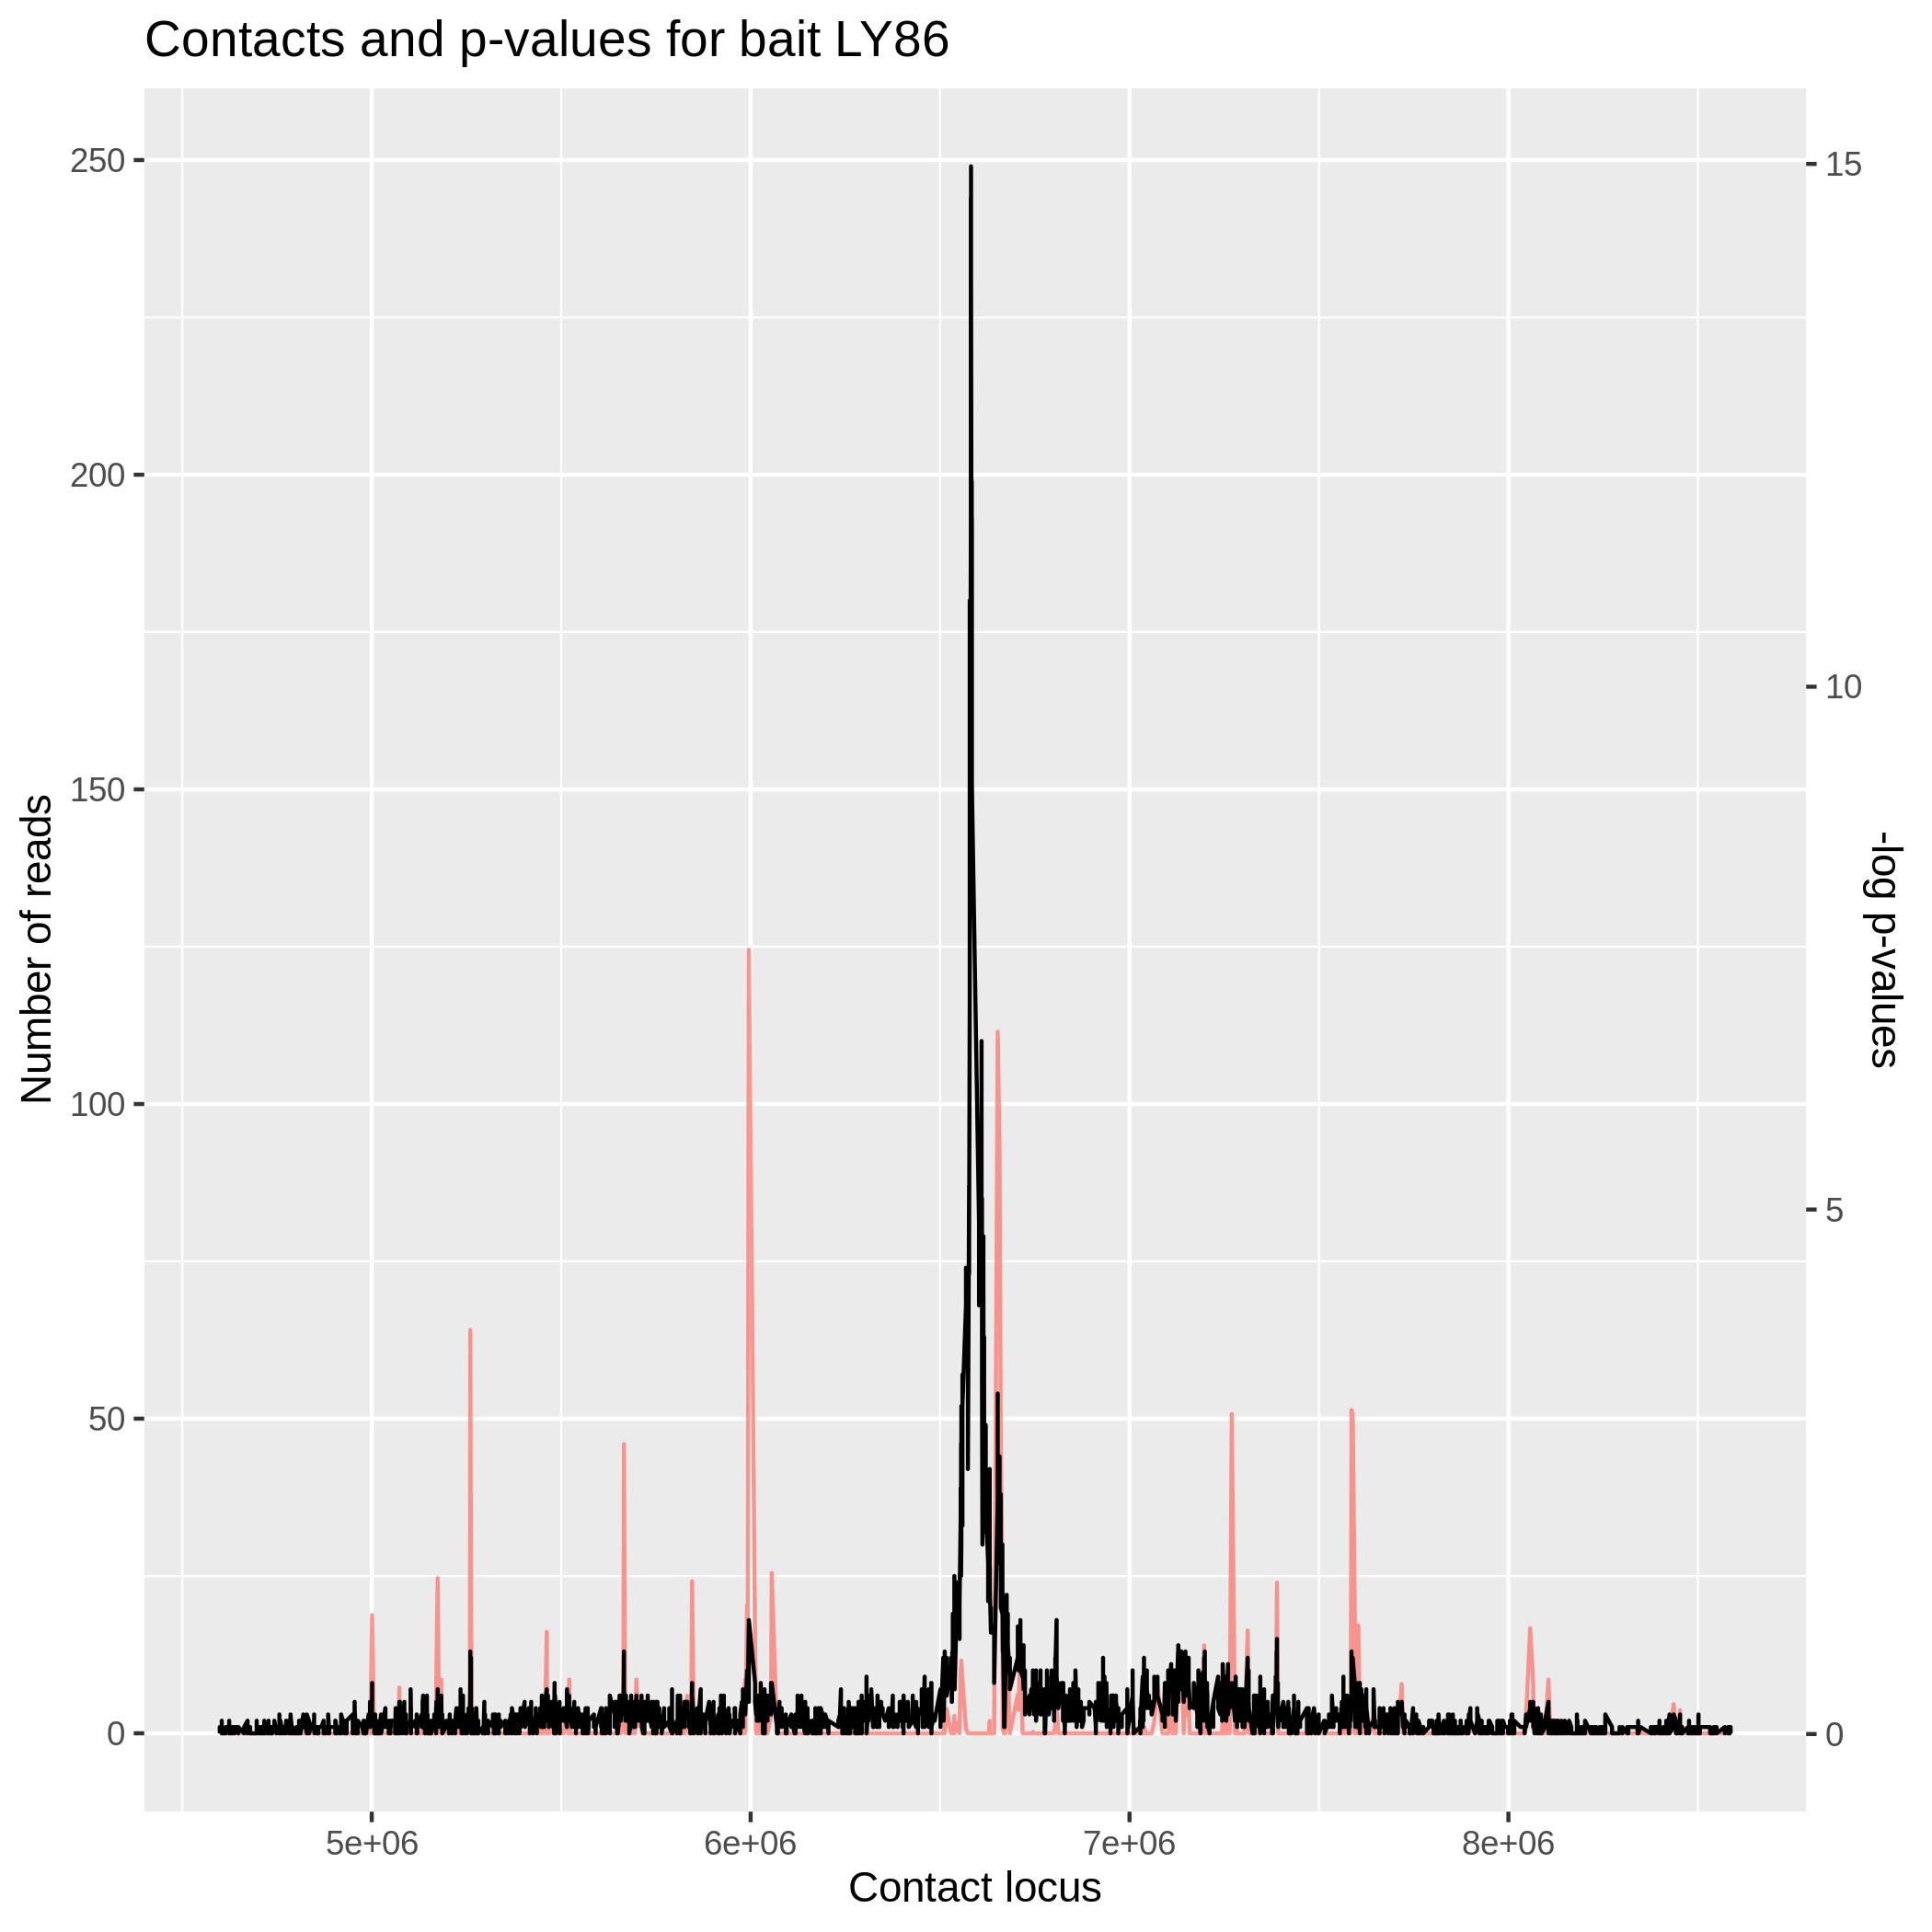 Contacts and p-values for bait LY86
250
200
150
100
50
0
Number of reads
15
10
5
0
-log p-values
5e+06
6e+06
7e+06
8e+06
Contact locus